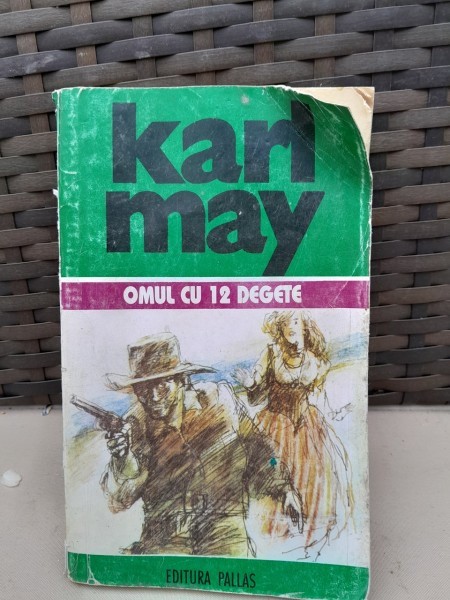 karl
may
OMUL CU 12 DEGETE
EDITURA PALLAS